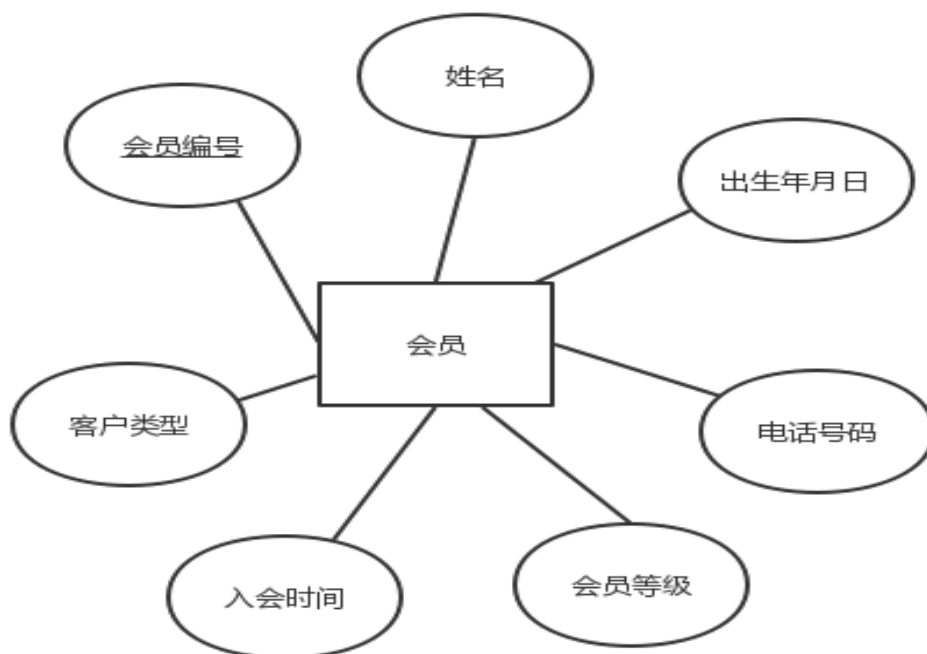 姓名
会员编号
出生年月日
会员
客户类型
电话号码
会员等级
入会时间